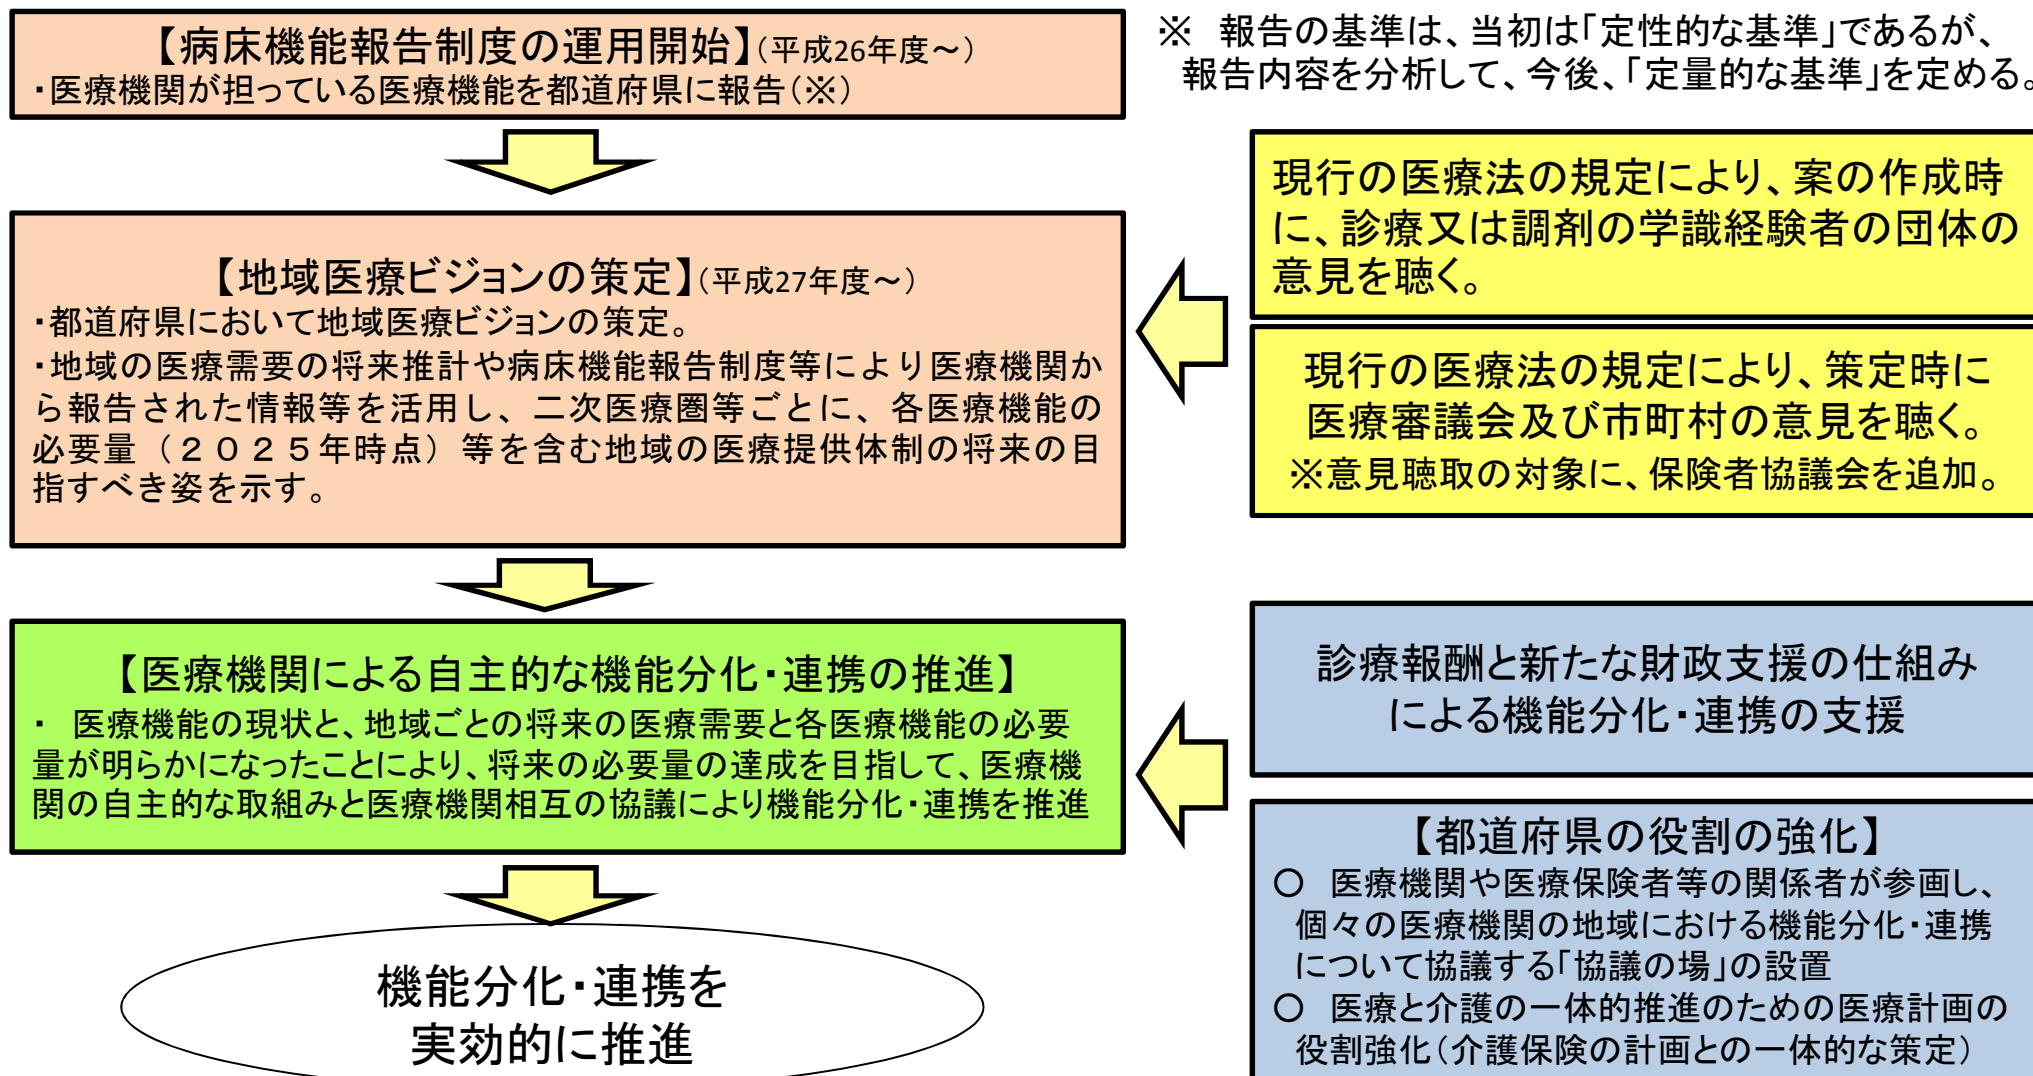 【病床機能報告制度の運用開始】(平成26年度～)
・医療機関が担っている医療機能を都道府県に報告(※)
※　報告の基準は、当初は「定性的な基準」であるが、
報告内容を分析して、今後、「定量的な基準」を定める。
【地域医療ビジョンの策定】(平成27年度～)
・都道府県において地域医療ビジョンの策定。
・地域の医療需要の将来推計や病床機能報告制度等により医療機関か
ら報告された情報等を活用し、二次医療圏等ごとに、各医療機能の
必要量（２０２５年時点）等を含む地域の医療提供体制の将来の目
指すべき姿を示す。
現行の医療法の規定により、案の作成時
に、診療又は調剤の学識経験者の団体の
意見を聴く。
現行の医療法の規定により、策定時に
医療審議会及び市町村の意見を聴く。
※意見聴取の対象に、保険者協議会を追加。
【医療機関による自主的な機能分化・連携の推進】
・　医療機能の現状と、地域ごとの将来の医療需要と各医療機能の必要
量が明らかになったことにより、将来の必要量の達成を目指して、医療機
関の自主的な取組みと医療機関相互の協議により機能分化・連携を推進
診療報酬と新たな財政支援の仕組み
による機能分化・連携の支援
【都道府県の役割の強化】
○　医療機関や医療保険者等の関係者が参画し、
個々の医療機関の地域における機能分化・連携
について協議する「協議の場」の設置
○　医療と介護の一体的推進のための医療計画の
役割強化（介護保険の計画との一体的な策定）
機能分化・連携を
実効的に推進